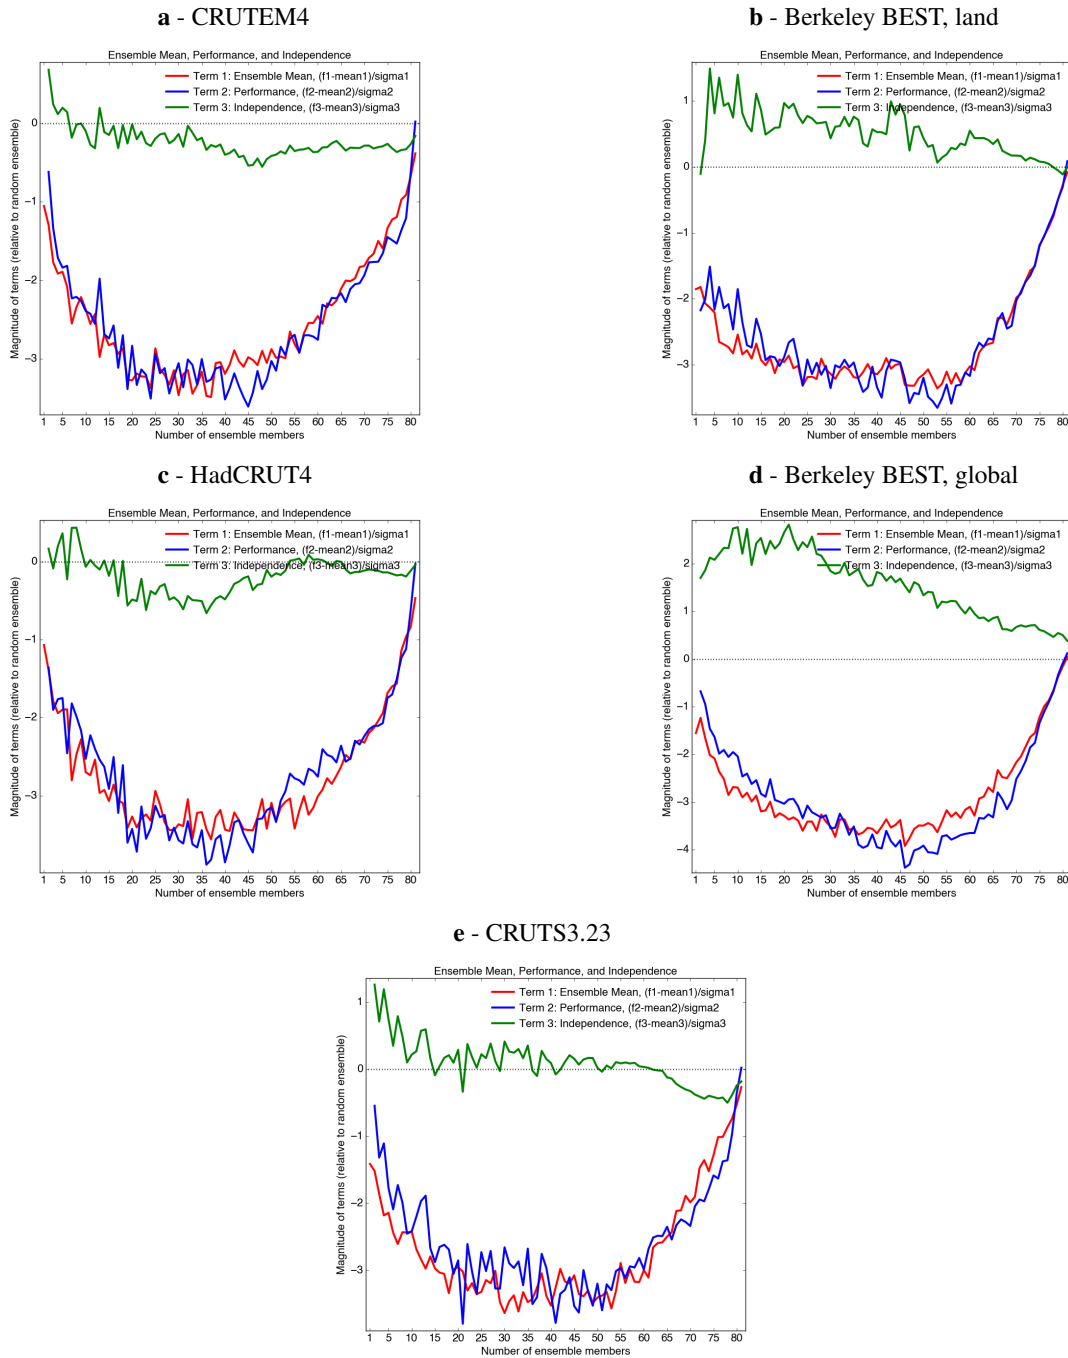 a - CRUTEM4
Ensemble Mean, Performance, and Independence
Term 1: Ensemble Mean, (f1-mean1)/sigma1
Term 2: Performance, (f2-mean2)/sigma2
Term 3: Independence, (f3-mean3)/sigma3
Magnitude of terms (relative to random ensemble)
0
−1
−2
−3
1 5 10 15 20 25 30 35 40 45 50 55 60 65 70 75 80
Number of ensemble members
b - Berkeley BEST, land
Ensemble Mean, Performance, and Independence
Term 1: Ensemble Mean, (f1-mean1)/sigma1
Term 2: Performance, (f2-mean2)/sigma2
Term 3: Independence, (f3-mean3)/sigma3
Magnitude of terms (relative to random ensemble)
1
0
−1
−2
−3
1 5 10 15 20 25 30 35 40 45 50 55 60 65 70 75 80
Number of ensemble members
c - HadCRUT4
Ensemble Mean, Performance, and Independence
Term 1: Ensemble Mean, (f1-mean1)/sigma1
Term 2: Performance, (f2-mean2)/sigma2
Term 3: Independence, (f3-mean3)/sigma3
Magnitude of terms (relative to random ensemble)
0
−1
−2
−3
1 5 10 15 20 25 30 35 40 45 50 55 60 65 70 75 80
Number of ensemble members
d - Berkeley BEST, global
Ensemble Mean, Performance, and Independence
Term 1: Ensemble Mean, (f1-mean1)/sigma1
Term 2: Performance, (f2-mean2)/sigma2
Term 3: Independence, (f3-mean3)/sigma3
Magnitude of terms (relative to random ensemble)
2
1
0
−1
−2
−3
−4
1 5 10 15 20 25 30 35 40 45 50 55 60 65 70 75 80
Number of ensemble members
e - CRUTS3.23
Ensemble Mean, Performance, and Independence
Term 1: Ensemble Mean, (f1-mean1)/sigma1
Term 2: Performance, (f2-mean2)/sigma2
Term 3: Independence, (f3-mean3)/sigma3
Magnitude of terms (relative to random ensemble)
1
0
−1
−2
−3
1 5 10 15 20 25 30 35 40 45 50 55 60 65 70 75 80
Number of ensemble members